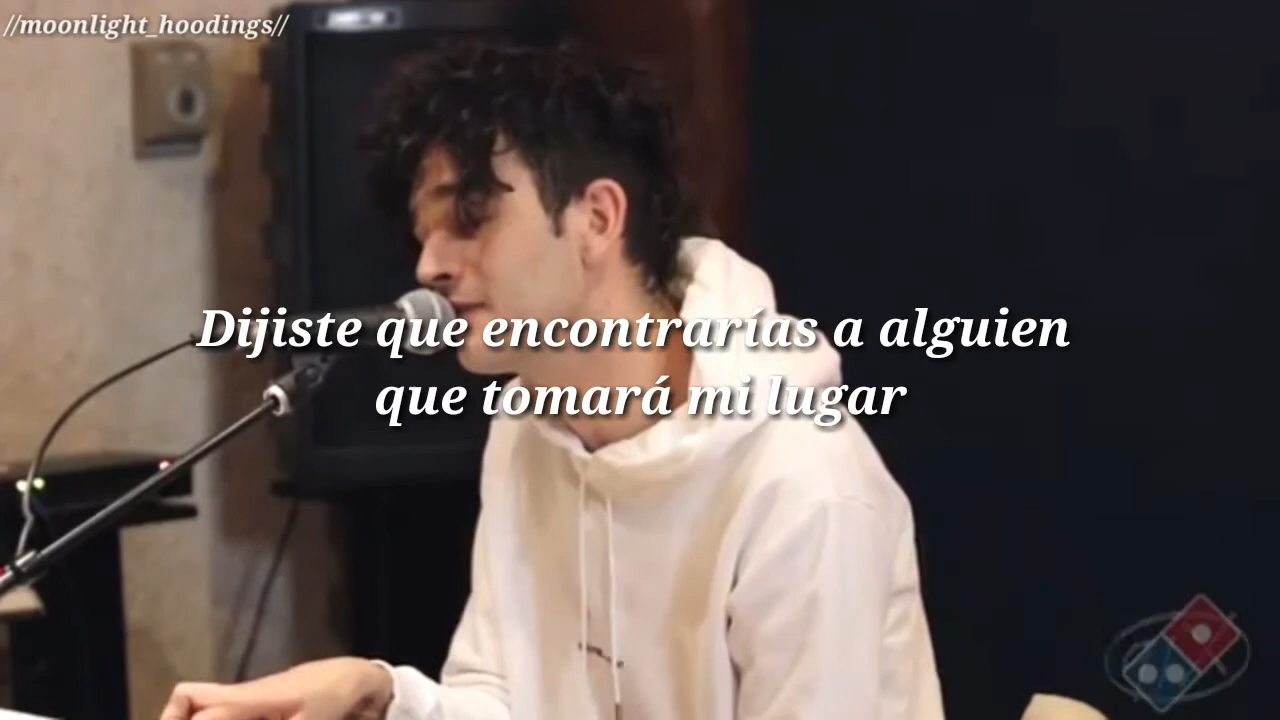 //moonlight_hoodings//
Dijiste que encontrarías a alguien
que tomará mi lugar